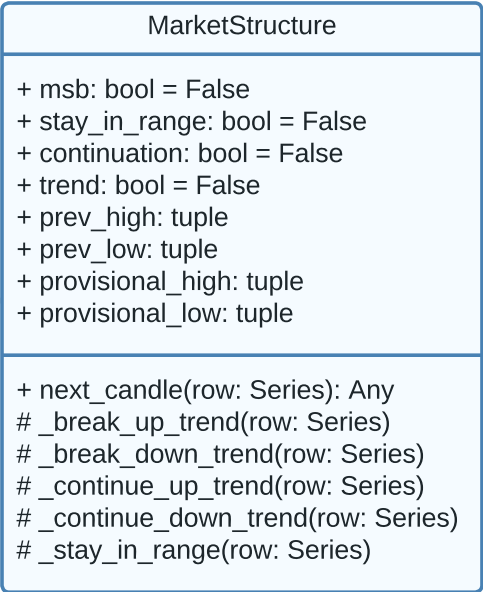 MarketStructure
+ msb: bool = False
+ stay_in_range: bool = False
+ continuation: bool = False
+ trend: bool = False
+ prev_high: tuple
+ prev_low: tuple
+ provisional_high: tuple
+ provisional_low: tuple
+ next_candle(row: Series): Any
# _break_up_trend(row: Series)
# _break_down_trend(row: Series)
# _continue_up_trend(row: Series)
# _continue_down_trend(row: Series)
# _stay_in_range(row: Series)